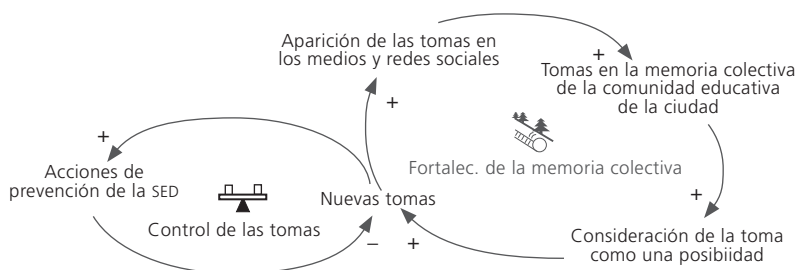 Aparición de las tomas en
los medios y redes sociales
+
Tomas en la memoria colectiva
de la comunidad educativa
de la ciudad
+
+
Acciones de
prevención de la SED
Fortalec. de la memoria colectiva
Nuevas tomas
+
Control de las tomas
– +
Consideración de la toma
como una posibiidad